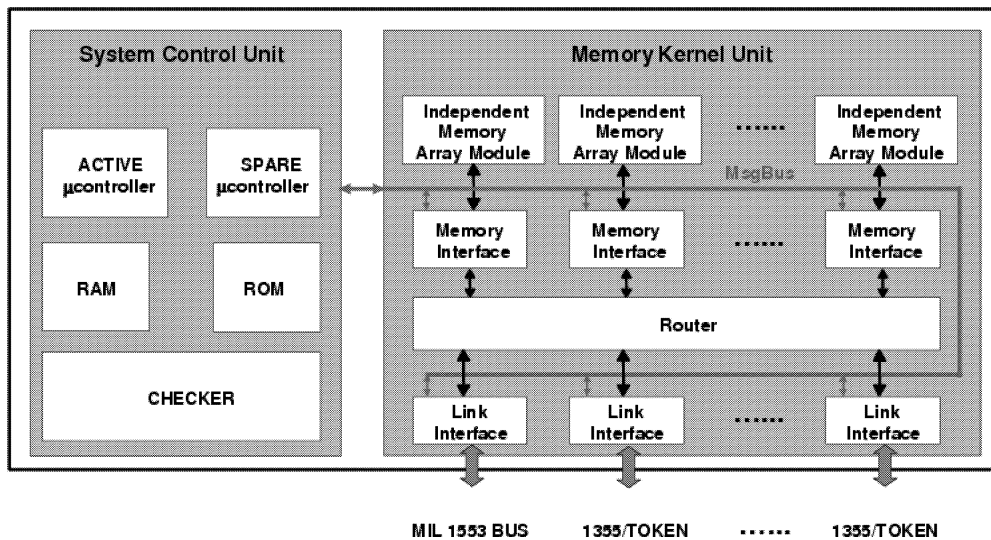 System Control Unit
Memory Kernel Unit
Independent
Memory
Array Module
Independent
Memory
Array Module
......
Independent
Memory
Array Module
ACTIVE
µcontroller
SPARE
µcontroller
MsgBus
Memory
Interface
Memory
Interface
......
Memory
Interface
RAM
ROM
Router
CHECKER
Link
Interface
Link
Interface
......
Link
Interface
MIL 1553 BUS
1355/TOKEN
......
1355/TOKEN